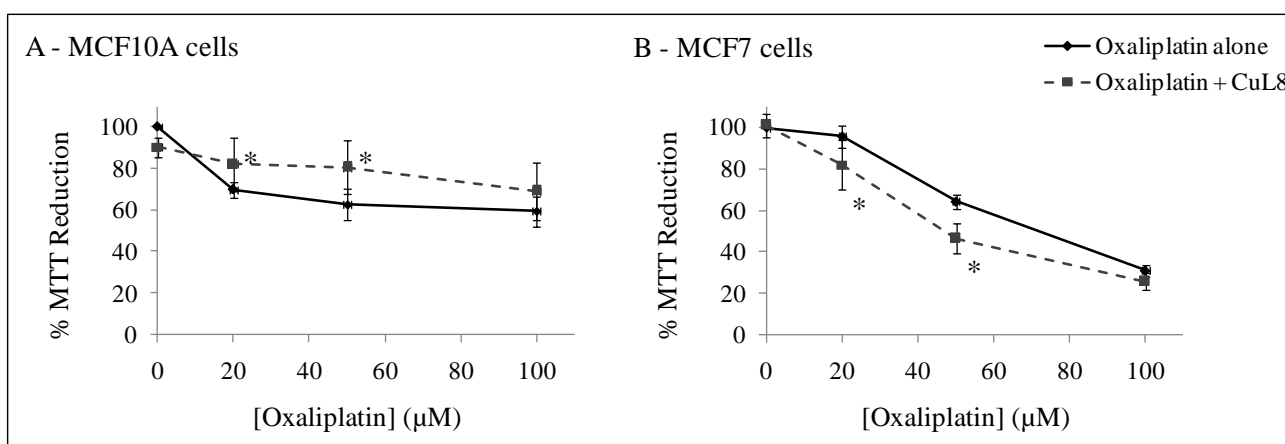 A - MCF10A cells
B - MCF7 cells
Oxaliplatin alone
Oxaliplatin + CuL8
% MTT Reduction
100
80
60
40
20
0
*
*
0 20 40 60 80 100
[Oxaliplatin] (µM)
% MTT Reduction
100
80
60
40
20
0
*
*
0 20 40 60 80 100
[Oxaliplatin] (µM)